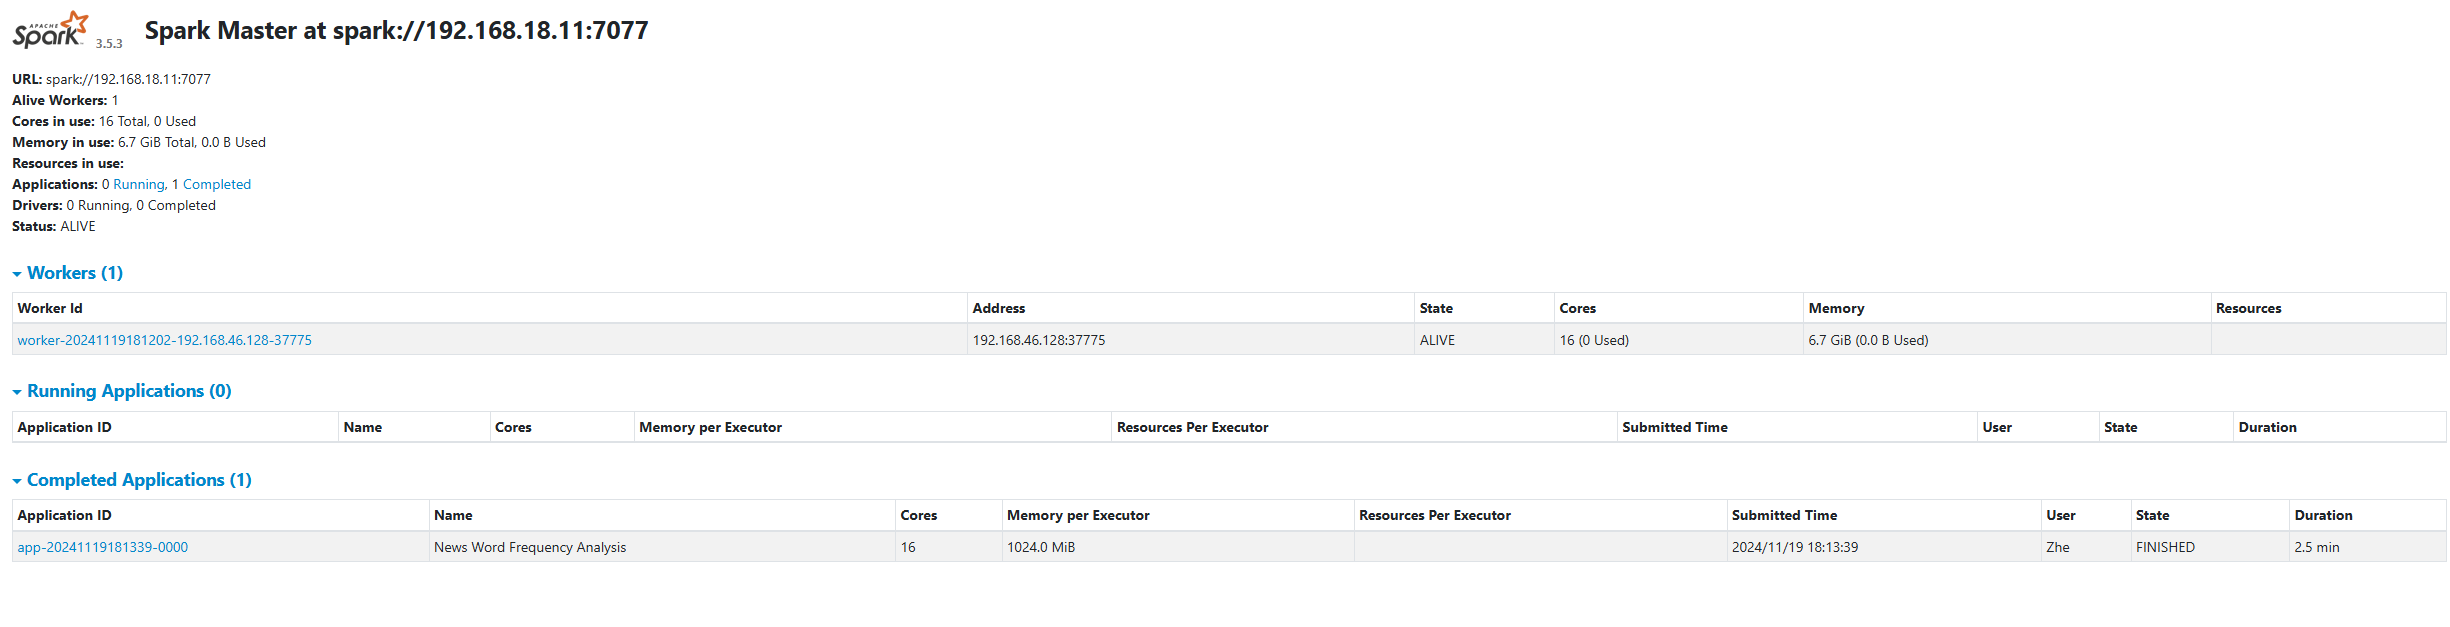 APACHE Spark 3.5.3 Spark Master at spark://192.168.18.11:7077
URL: spark://192.168.18.11:7077
Alive Workers: 1
Cores in use: 16 Total, 0 Used
Memory in use: 6.7 GiB Total, 0.0 B Used
Resources in use:
Applications: 0 Running, 1 Completed
Drivers: 0 Running, 0 Completed
Status: ALIVE
Workers (1)
Worker Id Address State Cores Memory Resources
worker-20241119181202-192.168.46.128-37775 192.168.46.128:37775 ALIVE 16 (0 Used) 6.7 GiB (0.0 B Used)
Running Applications (0)
Application ID Name Cores Memory per Executor Resources Per Executor Submitted Time User State Duration
Completed Applications (1)
Application ID Name Cores Memory per Executor Resources Per Executor Submitted Time User State Duration
app-20241119181339-0000 News Word Frequency Analysis 16 1024.0 MiB 2024/11/19 18:13:39 Zhe FINISHED 2.5 min